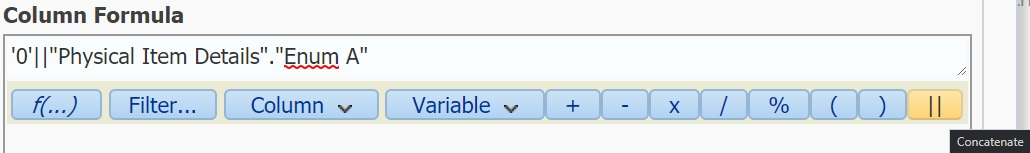 Column Formula
'0'||"Physical Item Details"."Enum A"
f(...) Filter... Column Variable + - x / % ( ) ||
Concatenate